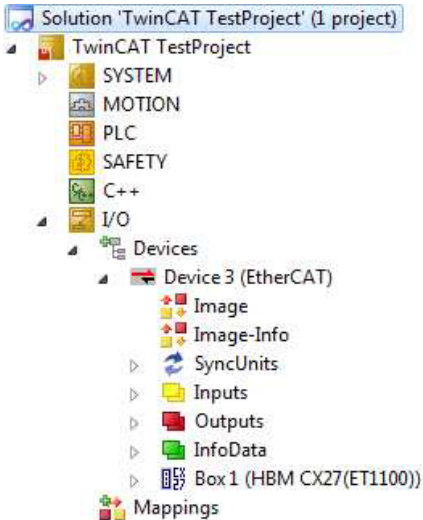 Solution 'TwinCAT TestProject' (1 project)
TwinCAT TestProject
SYSTEM
MOTION
PLC
SAFETY
C++
I/O
Devices
Device 3 (EtherCAT)
Image
Image-Info
SyncUnits
Inputs
Outputs
InfoData
Box 1 (HBM CX27(ET1100))
Mappings